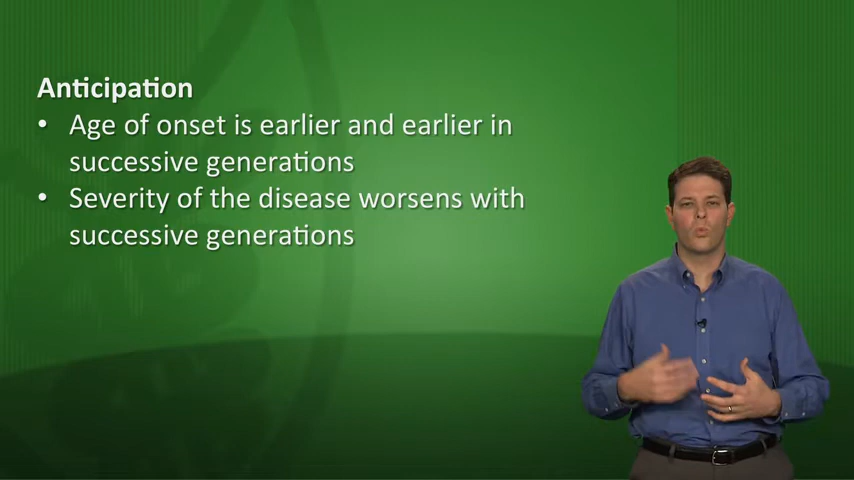 Anticipation
• Age of onset is earlier and earlier in
successive generations
• Severity of the disease worsens with
successive generations